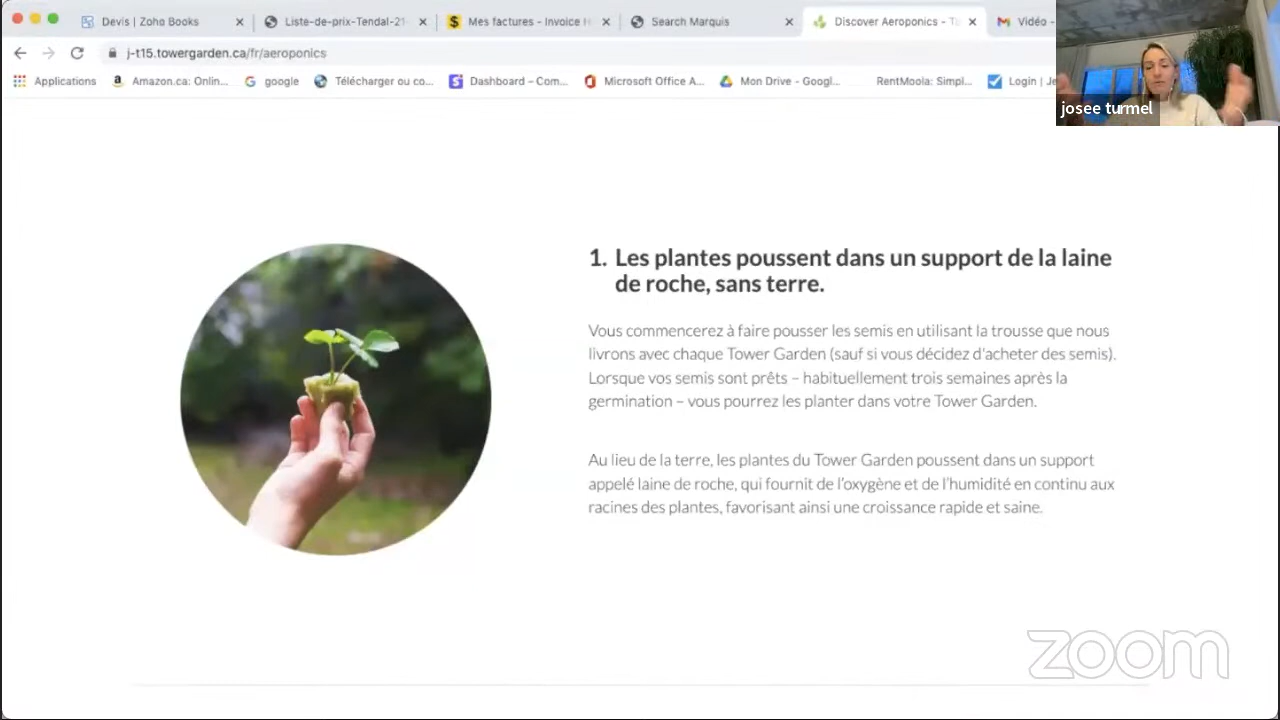 Devis | Zoho Books
Liste-de-prix-Tendal-21
Mes factures - Invoice
Search Marquis
Discover Aeroponics - To
Vidéo -
j-t15.towergarden.ca/fr/aeroponics
Applications
Amazon.ca: Onlin...
google
Télécharger ou co...
Dashboard – Com...
Microsoft Office A...
Mon Drive - Googl...
RentMoola: Simpl...
Login | Je
josee turmel
1. Les plantes poussent dans un support de la laine
de roche, sans terre.
Vous commencerez à faire pousser les semis en utilisant la trousse que nous
livrons avec chaque Tower Garden (sauf si vous décidez d'acheter des semis).
Lorsque vos semis sont prêts – habituellement trois semaines après la
germination – vous pourrez les planter dans votre Tower Garden.
Au lieu de la terre, les plantes du Tower Garden poussent dans un support
appelé laine de roche, qui fournit de l'oxygène et de l'humidité en continu aux
racines des plantes, favorisant ainsi une croissance rapide et saine.
zoom